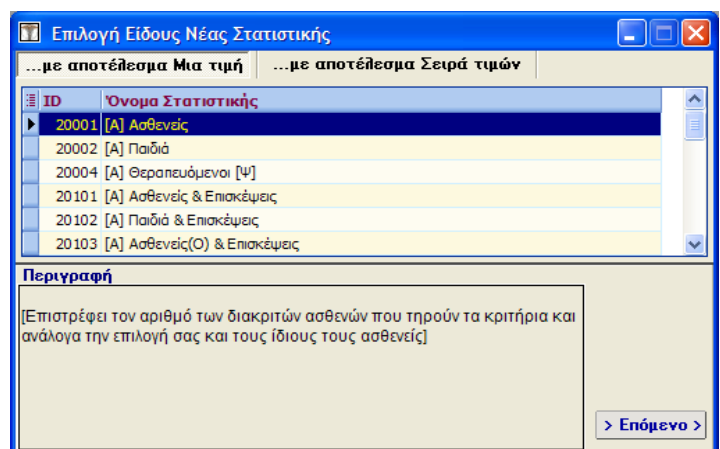 Επιλογή Είδους Νέας Στατιστικής
...με αποτέλεσμα Μια τιμή ...με αποτέλεσμα Σειρά τιμών
ID Όνομα Στατιστικής
20001 [Α] Ασθενείς
20002 [Α] Παιδιά
20004 [Α] Θεραπευόμενοι [Ψ]
20101 [Α] Ασθενείς & Επισκέψεις
20102 [Α] Παιδιά & Επισκέψεις
20103 [Α] Ασθενείς(Ο) & Επισκέψεις
Περιγραφή
[Επιστρέφει τον αριθμό των διακριτών ασθενών που τηρούν τα κριτήρια και
ανάλογα την επιλογή σας και τους ίδιους τους ασθενείς]
> Επόμενο >